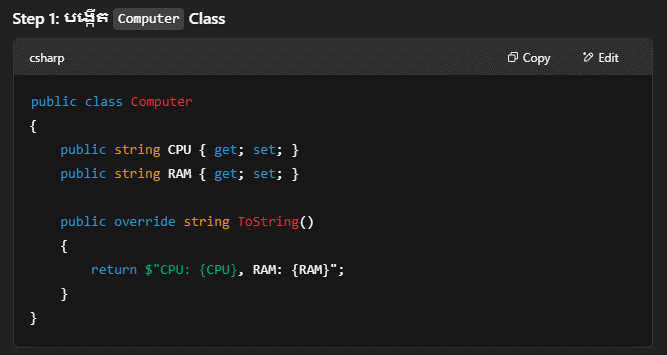 Step 1: បង្កើត Computer Class
csharp
Copy
Edit
public class Computer
{
    public string CPU { get; set; }
    public string RAM { get; set; }
    public override string ToString()
    {
        return $"CPU: {CPU}, RAM: {RAM}";
    }
}